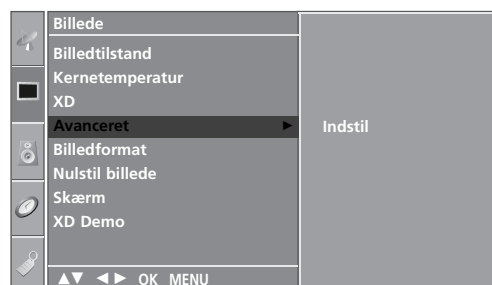 Billede
Billedtilstand
Kernetemperatur
XD
Avanceret ► Indstil
Billedformat
Nulstil billede
Skærm
XD Demo
▲▼ ◄► OK MENU